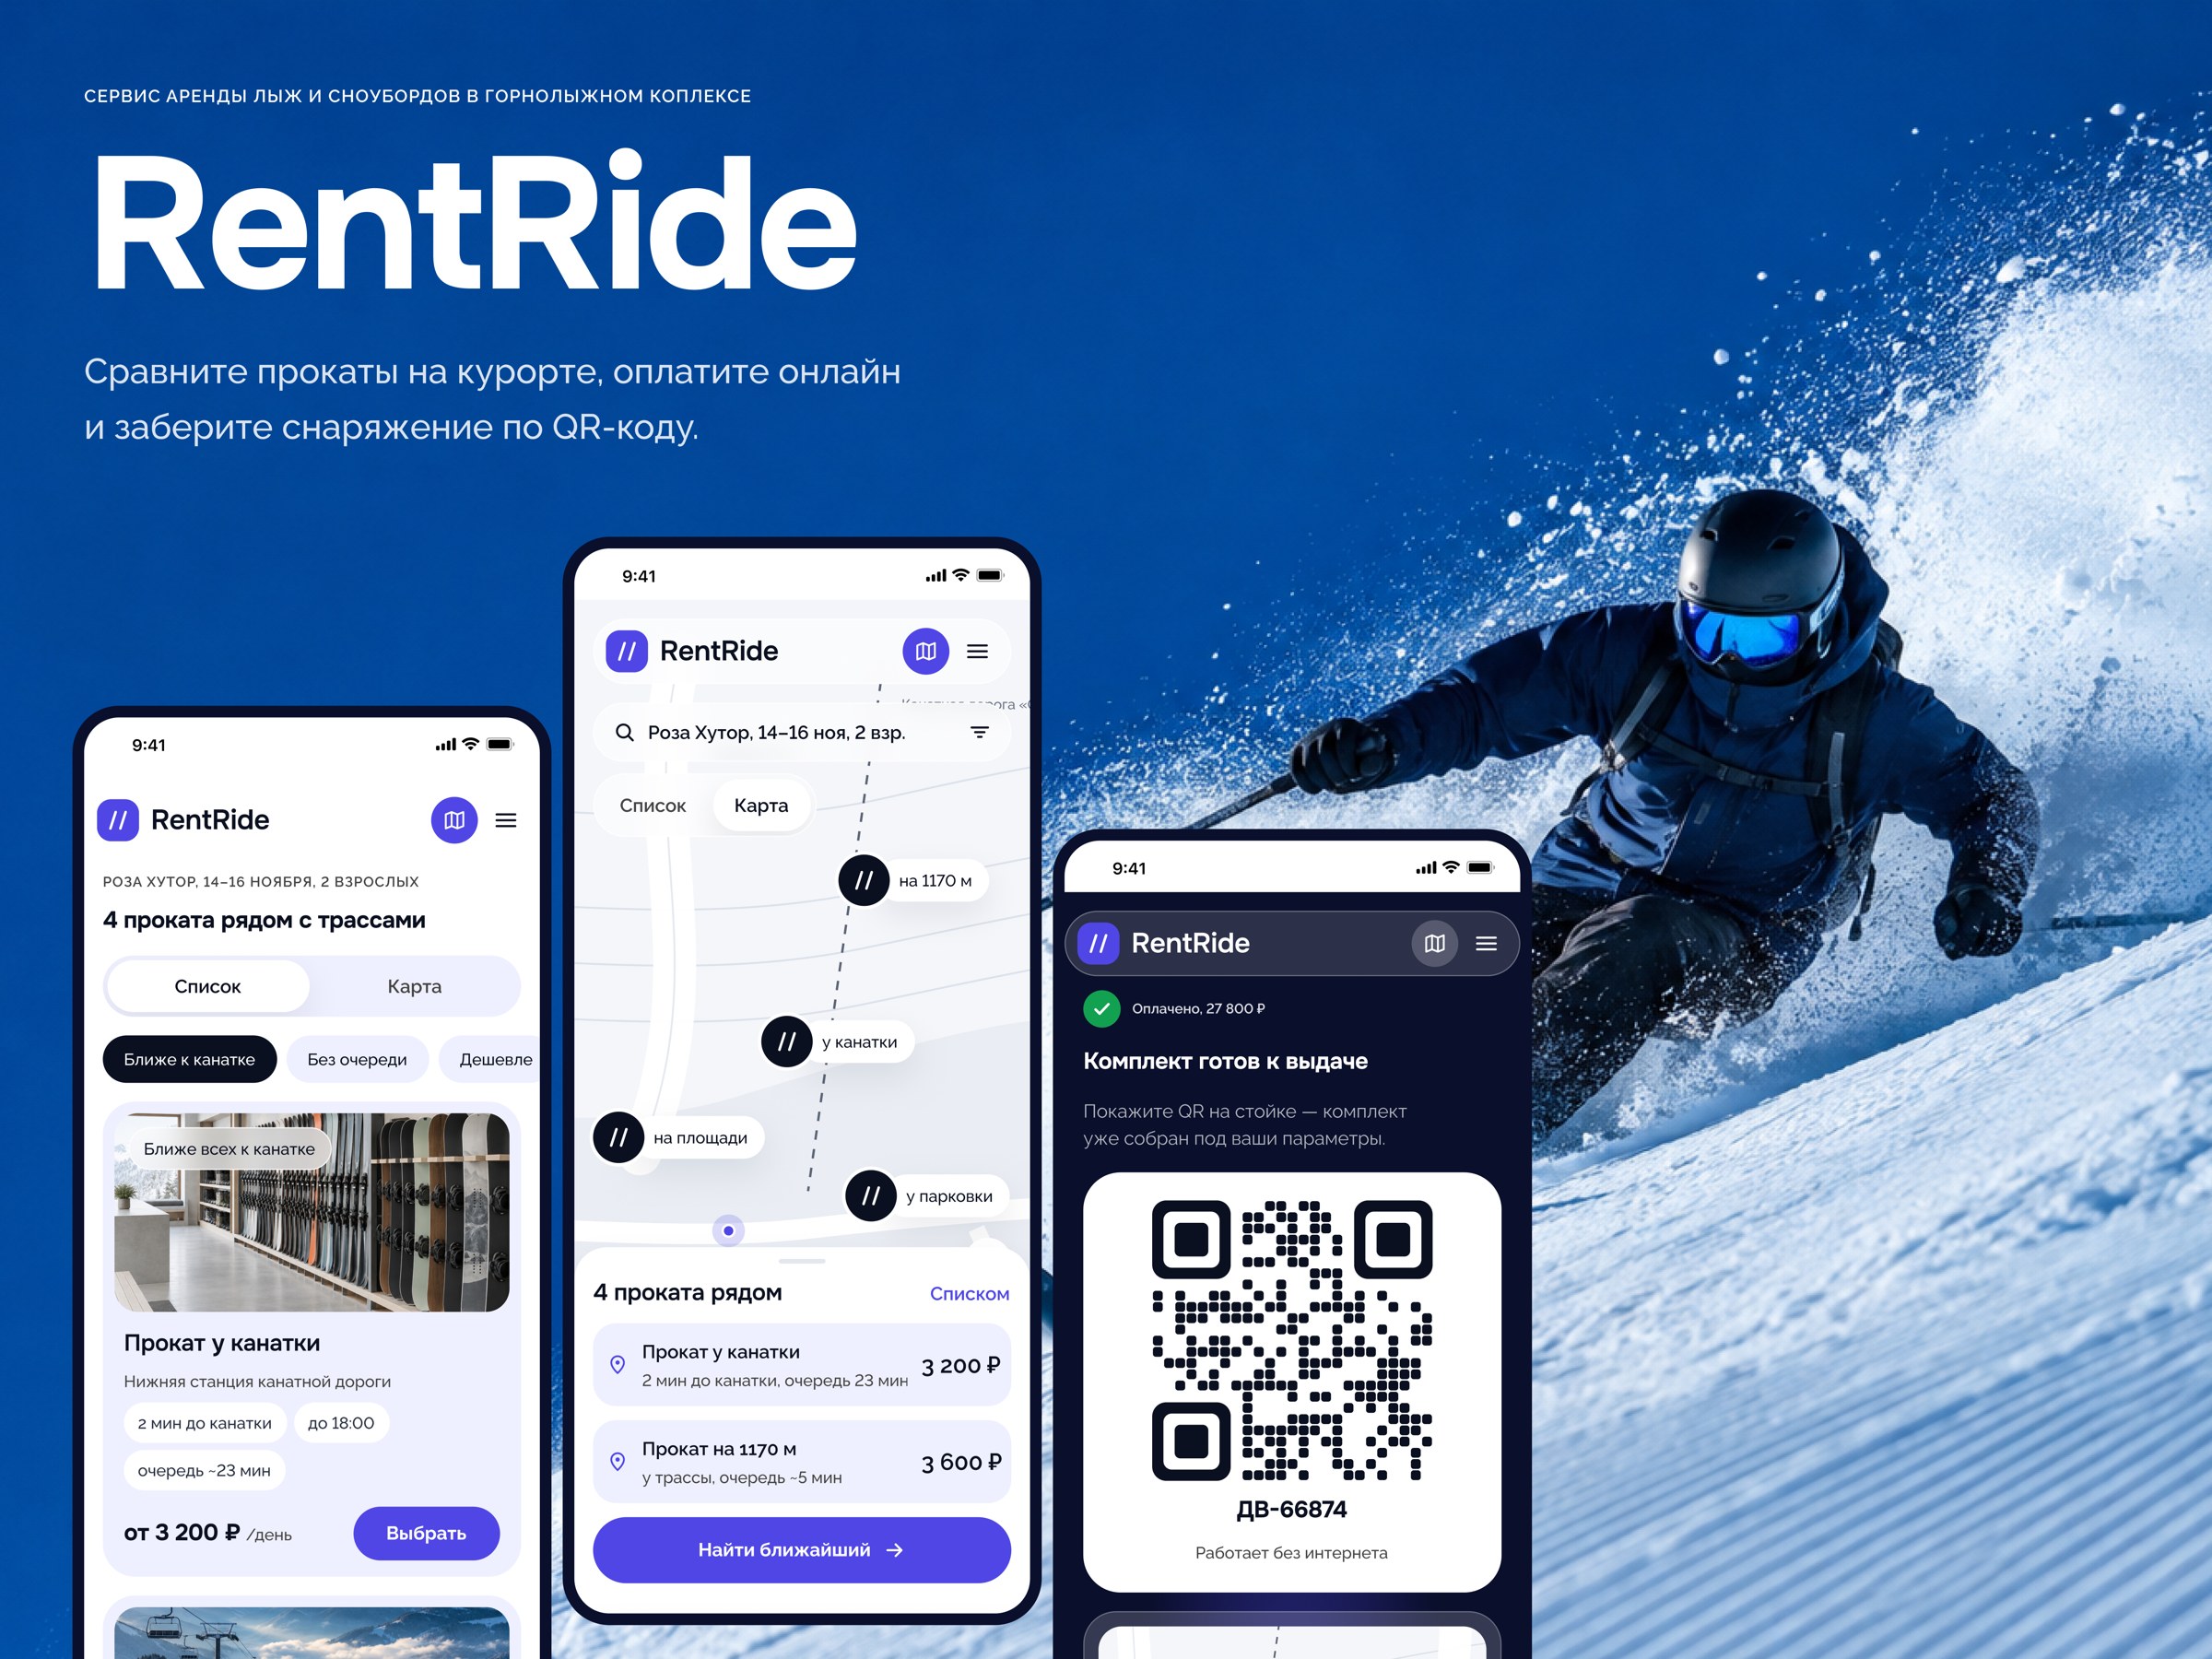 СЕРВИС АРЕНДЫ ЛЫЖ И СНОУБОРДОВ В ГОРНОЛЫЖНОМ КОПЛЕКСЕ
RentRide
Сравните прокаты на курорте, оплатите онлайн
и заберите снаряжение по QR-коду.
9:41
RentRide
РОЗА ХУТОР, 14–16 НОЯБРЯ, 2 ВЗРОСЛЫХ
4 проката рядом с трассами
Список Карта
Ближе к канатке Без очереди Дешевле
Ближе всех к канатке
Прокат у канатки
Нижняя станция канатной дороги
2 мин до канатки до 18:00
очередь ~23 мин
от 3 200 ₽ /день Выбрать
9:41
RentRide
Роза Хутор, 14–16 ноя, 2 взр.
Список Карта
на 1170 м
у канатки
на площади
у парковки
4 проката рядом Списком
Прокат у канатки
2 мин до канатки, очередь 23 мин 3 200 ₽
Прокат на 1170 м
у трассы, очередь ~5 мин 3 600 ₽
Найти ближайший →
9:41
RentRide
Оплачено, 27 800 ₽
Комплект готов к выдаче
Покажите QR на стойке — комплект
уже собран под ваши параметры.
ДВ-66874
Работает без интернета